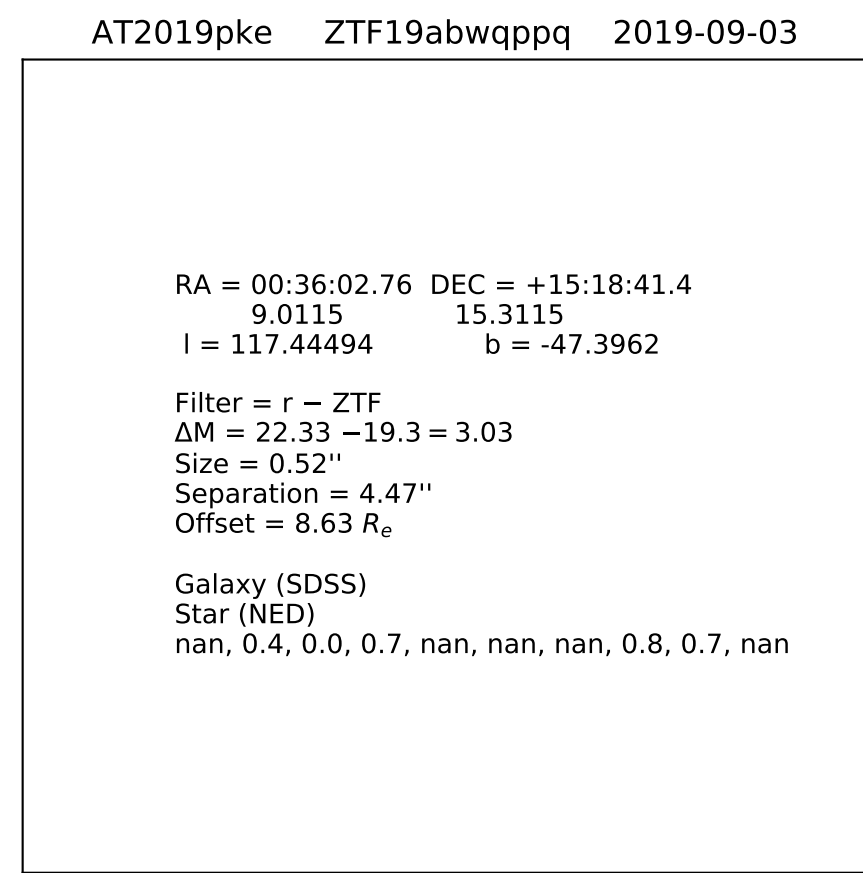 AT2019pke ZTF19abwqppq 2019-09-03
RA = 00:36:02.76 DEC = +15:18:41.4
9.0115 15.3115
l = 117.44494 b = -47.3962
Filter = r − ZTF
ΔM = 22.33 −19.3 = 3.03
Size = 0.52''
Separation = 4.47''
Offset = 8.63 Rₑ
Galaxy (SDSS)
Star (NED)
nan, 0.4, 0.0, 0.7, nan, nan, nan, 0.8, 0.7, nan